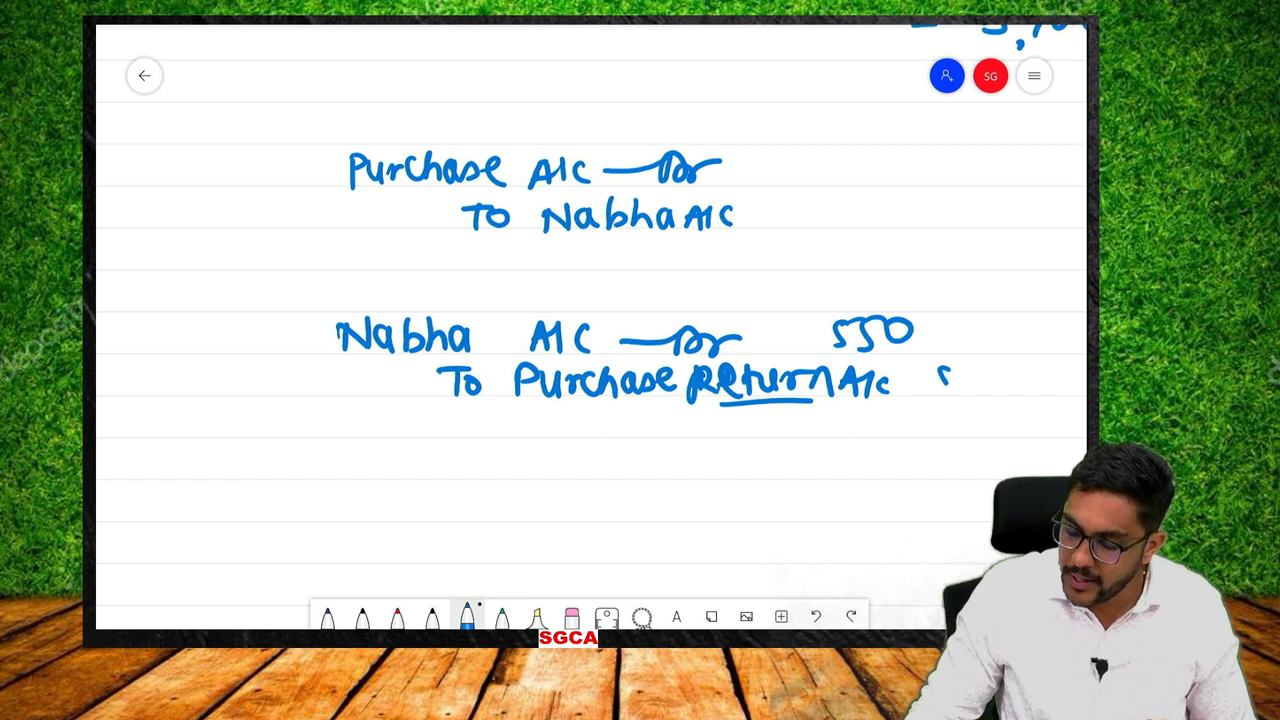 SG
Purchase A/C — Dr
To Nabha A/C
Nabha A/C — Dr 550
To Purchase Return A/c
A
SGCA